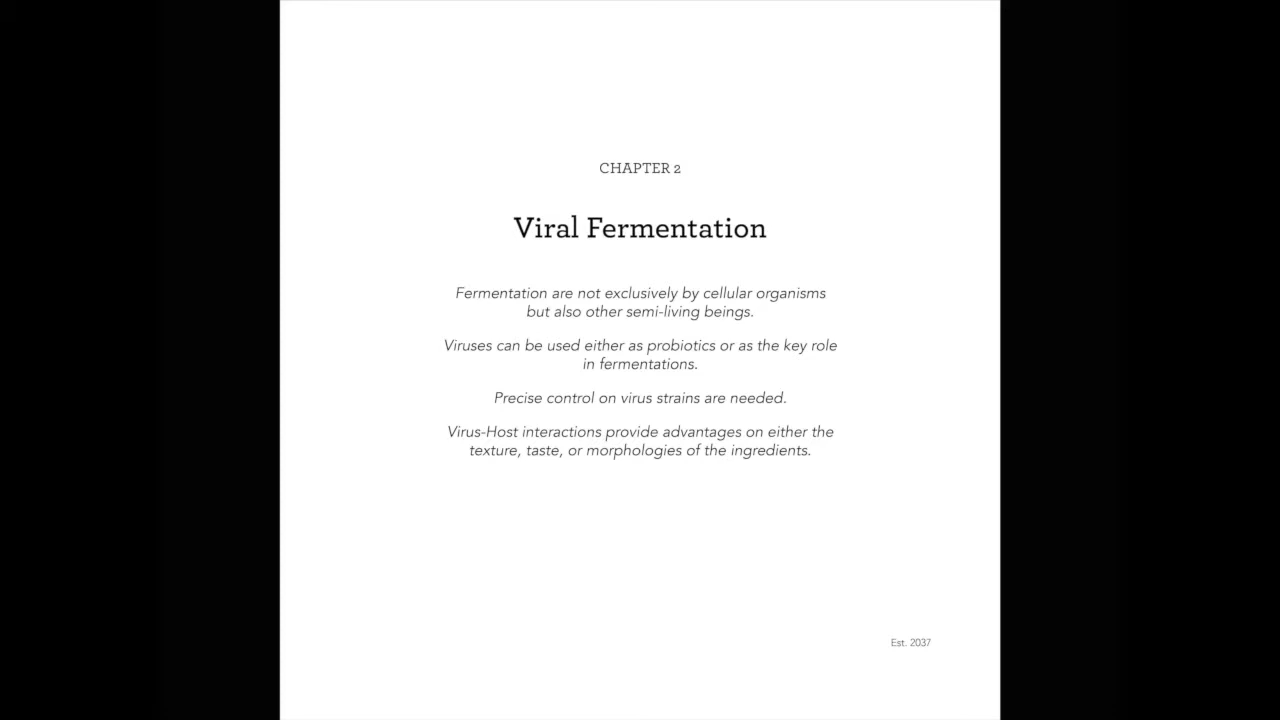 CHAPTER 2
Viral Fermentation
Fermentation are not exclusively by cellular organisms
but also other semi-living beings.
Viruses can be used either as probiotics or as the key role
in fermentations.
Precise control on virus strains are needed.
Virus-Host interactions provide advantages on either the
texture, taste, or morphologies of the ingredients.
Est. 2037